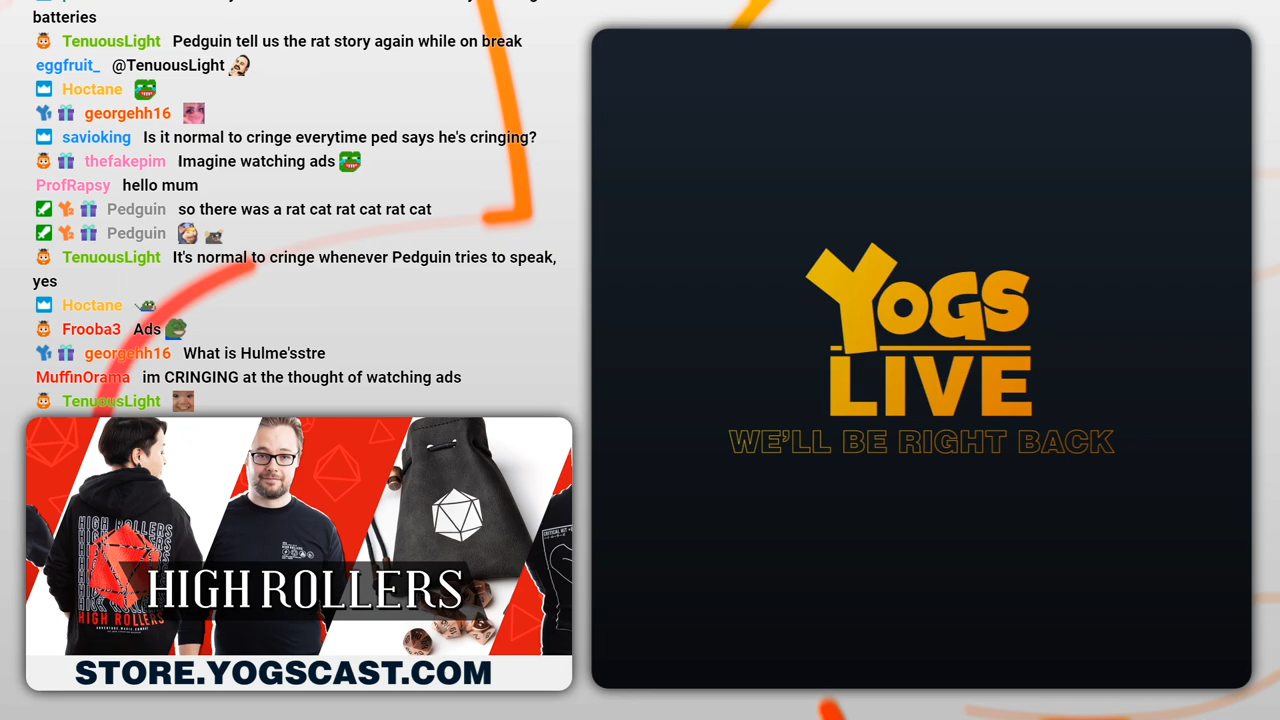 batteries
TenuousLight Pedguin tell us the rat story again while on break
eggfruit_ @TenuousLight
Hoctane
georgehh16
savioking Is it normal to cringe everytime ped says he's cringing?
thefakepim Imagine watching ads
ProfRapsy hello mum
Pedguin so there was a rat cat rat cat rat cat
Pedguin
TenuousLight It's normal to cringe whenever Pedguin tries to speak,
yes
Hoctane
Frooba3 Ads
georgehh16 What is Hulme'sstre
MuffinOrama im CRINGING at the thought of watching ads
TenuousLight
HIGH ROLLERS
HIGH ROLLERS
HIGH ROLLERS
STORE.YOGSCAST.COM
YOGS
LIVE
WE'LL BE RIGHT BACK